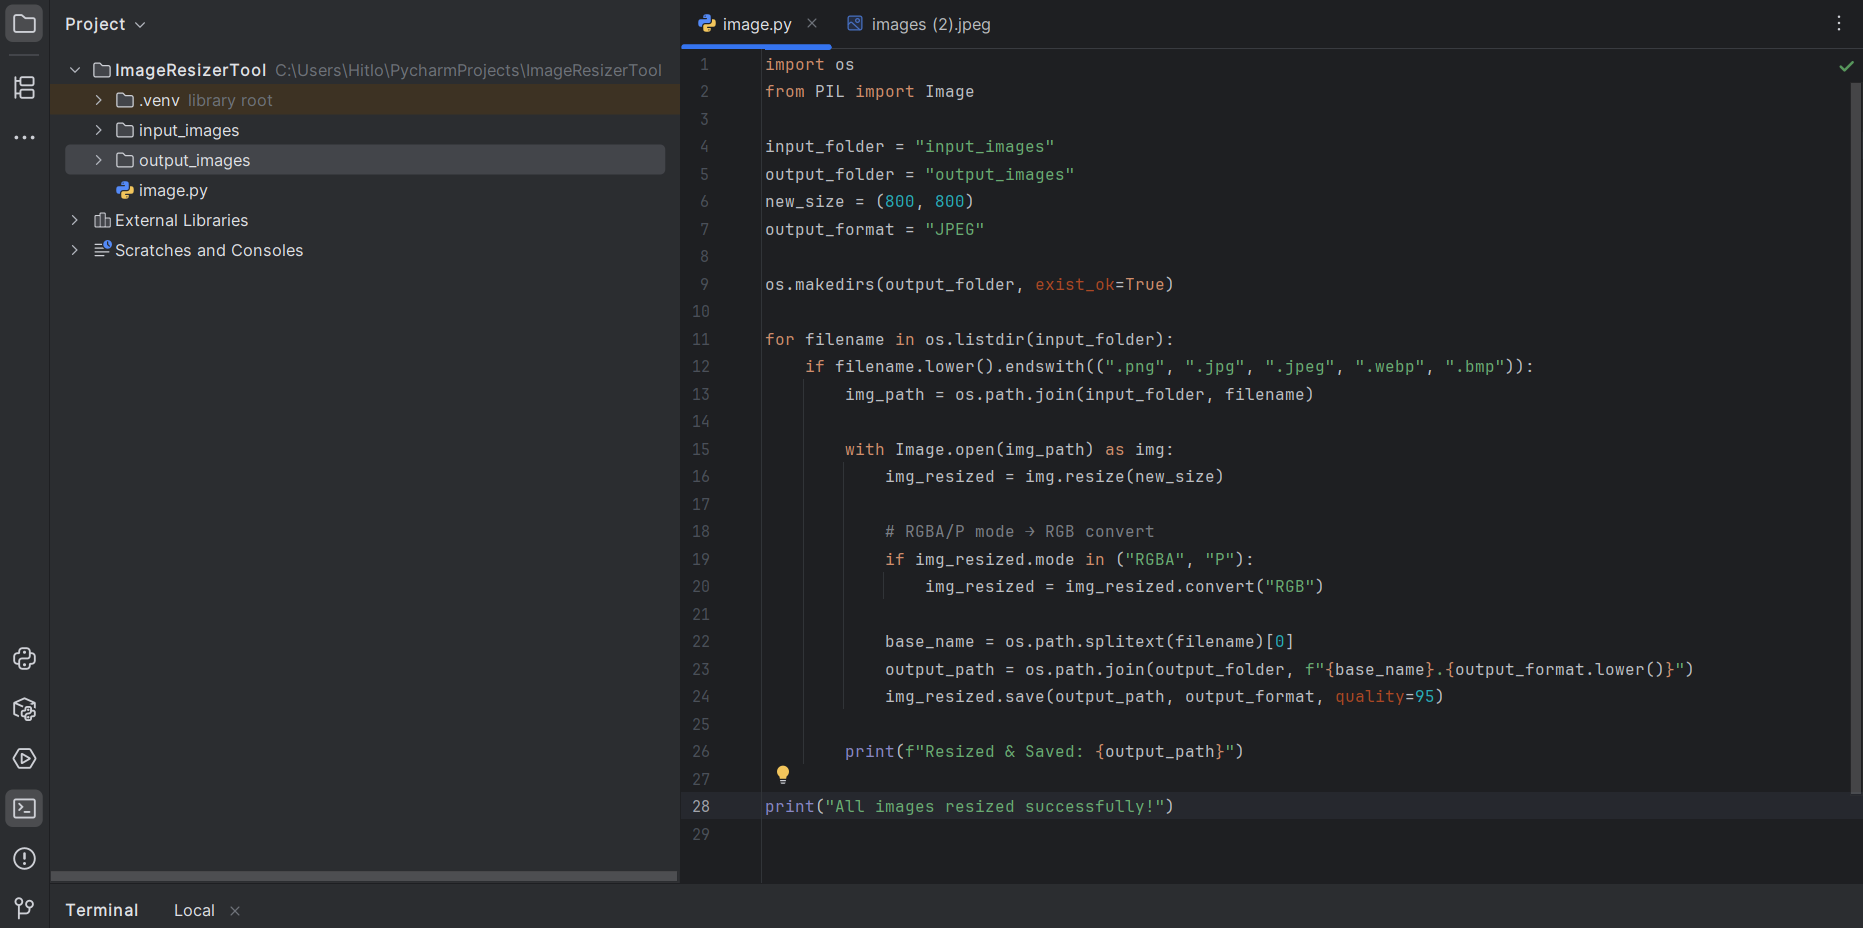 Project
ImageResizerTool C:\Users\Hitlo\PycharmProjects\ImageResizerTool
.venv library root
input_images
output_images
image.py
External Libraries
Scratches and Consoles
image.py
images (2).jpeg
1 import os
2 from PIL import Image
3
4 input_folder = "input_images"
5 output_folder = "output_images"
6 new_size = (800, 800)
7 output_format = "JPEG"
8
9 os.makedirs(output_folder, exist_ok=True)
10
11 for filename in os.listdir(input_folder):
12     if filename.lower().endswith((".png", ".jpg", ".jpeg", ".webp", ".bmp")):
13         img_path = os.path.join(input_folder, filename)
14
15         with Image.open(img_path) as img:
16             img_resized = img.resize(new_size)
17
18             # RGBA/P mode → RGB convert
19             if img_resized.mode in ("RGBA", "P"):
20                 img_resized = img_resized.convert("RGB")
21
22             base_name = os.path.splitext(filename)[0]
23             output_path = os.path.join(output_folder, f"{base_name}.{output_format.lower()}")
24             img_resized.save(output_path, output_format, quality=95)
25
26         print(f"Resized & Saved: {output_path}")
27
28 print("All images resized successfully!")
29
Terminal Local